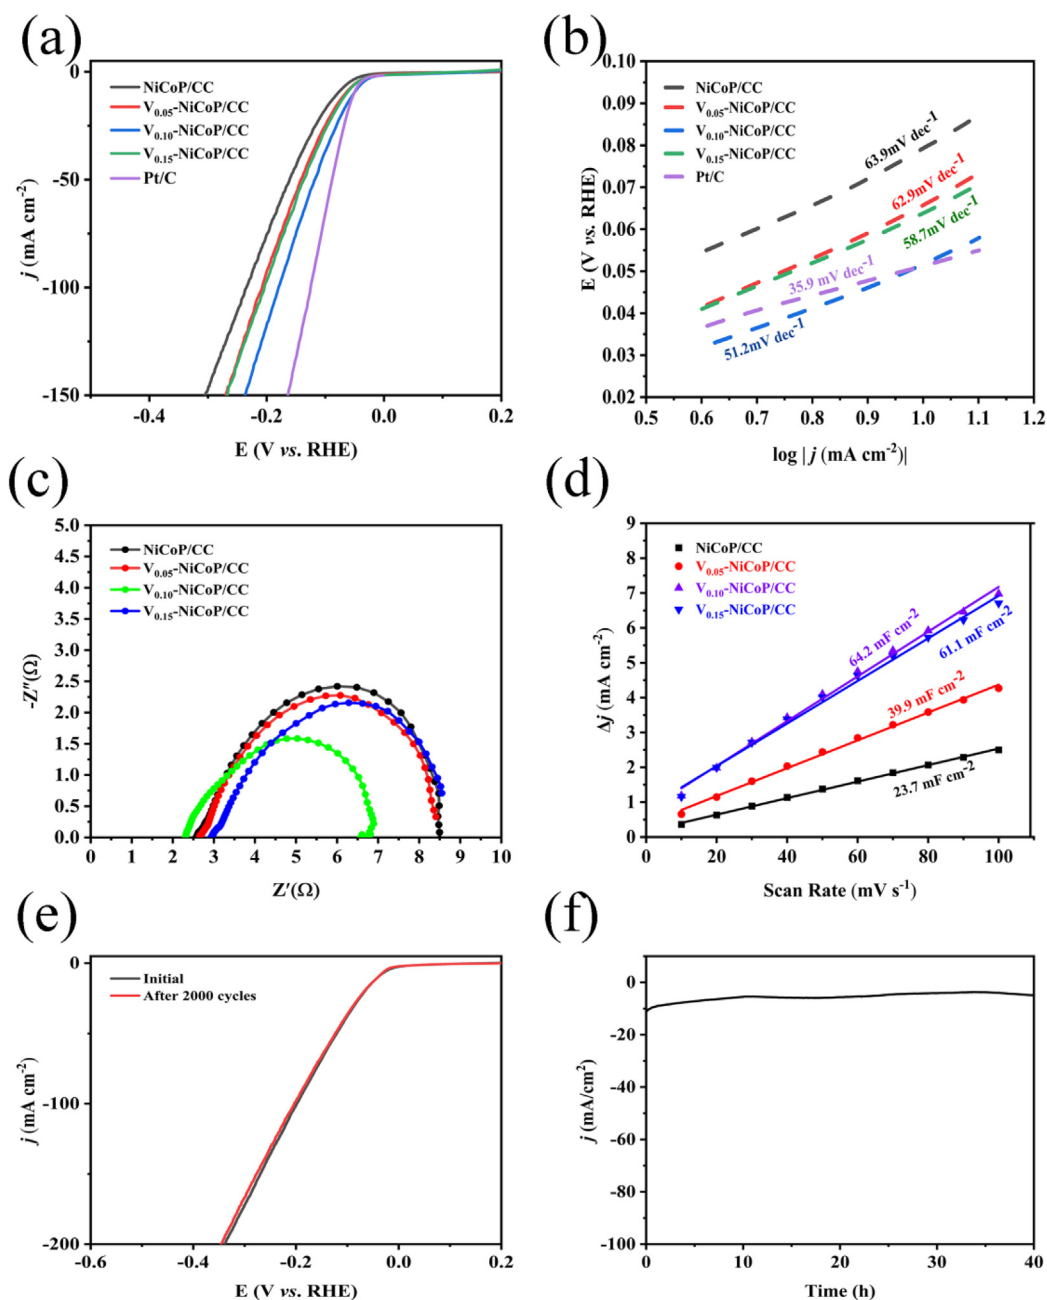 (a)
0
-50
-100
-150
-0.4
-0.2
0.0
0.2
j (mA cm⁻²)
E (V vs. RHE)
NiCoP/CC
V₀.₀₅-NiCoP/CC
V₀.₁₀-NiCoP/CC
V₀.₁₅-NiCoP/CC
Pt/C
(b)
0.10
0.09
0.08
0.07
0.06
0.05
0.04
0.03
0.02
0.5
0.6
0.7
0.8
0.9
1.0
1.1
1.2
E (V vs. RHE)
log | j (mA cm⁻²)|
NiCoP/CC
V₀.₀₅-NiCoP/CC
V₀.₁₀-NiCoP/CC
V₀.₁₅-NiCoP/CC
Pt/C
63.9mV dec⁻¹
62.9mV dec⁻¹
58.7mV dec⁻¹
35.9 mV dec⁻¹
51.2mV dec⁻¹
(c)
5.0
4.5
4.0
3.5
3.0
2.5
2.0
1.5
1.0
0.5
0.0
0
1
2
3
4
5
6
7
8
9
10
-Z''(Ω)
Z'(Ω)
NiCoP/CC
V₀.₀₅-NiCoP/CC
V₀.₁₀-NiCoP/CC
V₀.₁₅-NiCoP/CC
(d)
9
8
7
6
5
4
3
2
1
0
0
20
40
60
80
100
Δj (mA cm⁻²)
Scan Rate (mV s⁻¹)
NiCoP/CC
V₀.₀₅-NiCoP/CC
V₀.₁₀-NiCoP/CC
V₀.₁₅-NiCoP/CC
64.2 mF cm⁻²
61.1 mF cm⁻²
39.9 mF cm⁻²
23.7 mF cm⁻²
(e)
0
-100
-200
-0.6
-0.4
-0.2
0.0
0.2
j (mA cm⁻²)
E (V vs. RHE)
Initial
After 2000 cycles
(f)
0
-20
-40
-60
-80
-100
0
10
20
30
40
j (mA/cm²)
Time (h)